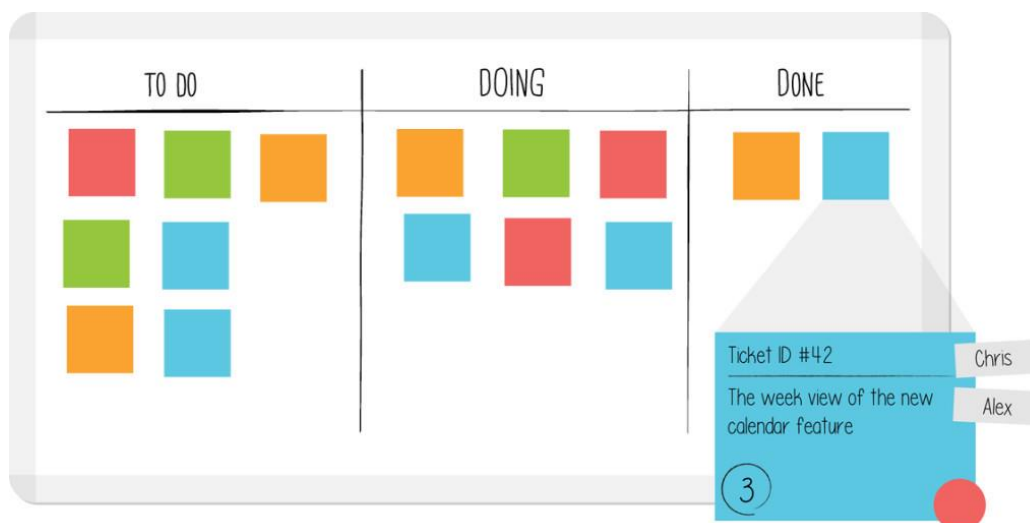 TO DO
DOING
DONE
Ticket ID #42
Chris
The week view of the new
calendar feature
Alex
3